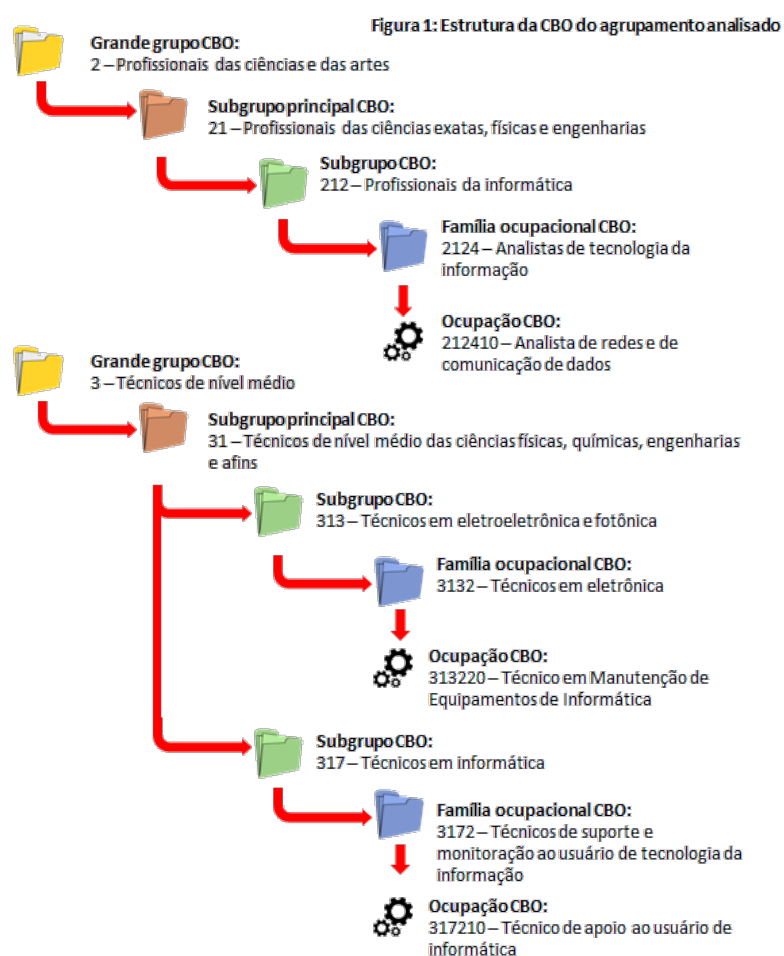 Figura 1: Estrutura da CBO do agrupamento analisado
Grande grupo CBO:
2 – Profissionais das ciências e das artes
Subgrupo principal CBO:
21 – Profissionais das ciências exatas, físicas e engenharias
Subgrupo CBO:
212 – Profissionais da informática
Família ocupacional CBO:
2124 – Analistas de tecnologia da
informação
Ocupação CBO:
212410 – Analista de redes e de
comunicação de dados
Grande grupo CBO:
3 – Técnicos de nível médio
Subgrupo principal CBO:
31 – Técnicos de nível médio das ciências físicas, químicas, engenharias
e afins
Subgrupo CBO:
313 – Técnicos em eletroeletrônica e fotônica
Família ocupacional CBO:
3132 – Técnicos em eletrônica
Ocupação CBO:
313220 – Técnico em Manutenção de
Equipamentos de Informática
Subgrupo CBO:
317 – Técnicos em informática
Família ocupacional CBO:
3172 – Técnicos de suporte e
monitoração ao usuário de tecnologia da
informação
Ocupação CBO:
317210 – Técnico de apoio ao usuário de
informática